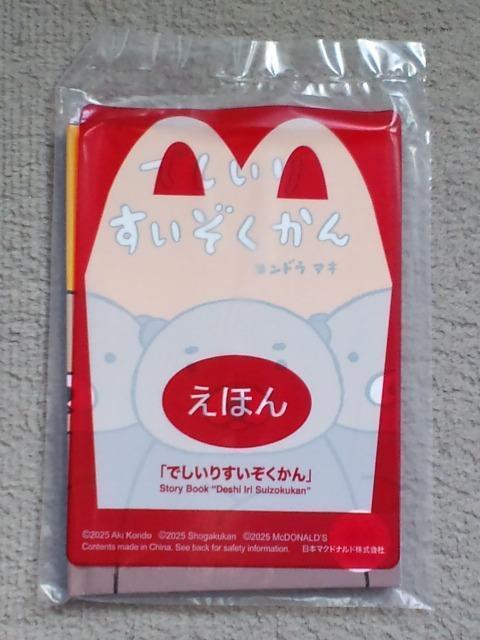 でしいり
すいぞくかん
コンドウ アキ
えほん
「でしいりすいぞくかん」
Story Book "Deshi Iri Suizokukan"
©2025 Aki Kondo ©2025 Shogakukan ©2025 McDONALD'S
Contents made in China. See back for safety information. 日本マクドナルド株式会社